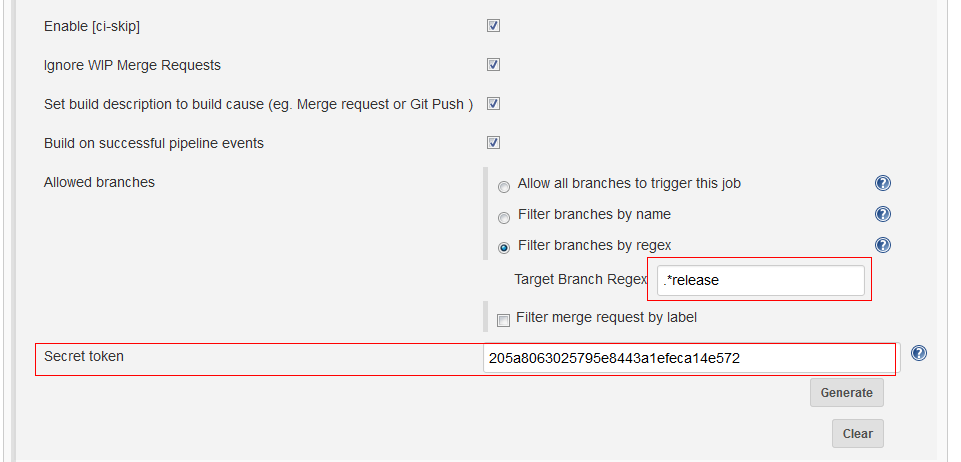 Enable [ci-skip]
Ignore WIP Merge Requests
Set build description to build cause (eg. Merge request or Git Push )
Build on successful pipeline events
Allowed branches
Allow all branches to trigger this job
?
Filter branches by name
?
Filter branches by regex
?
Target Branch Regex
.*release
Filter merge request by label
Secret token
205a8063025795e8443a1efeca14e572
?
Generate
Clear